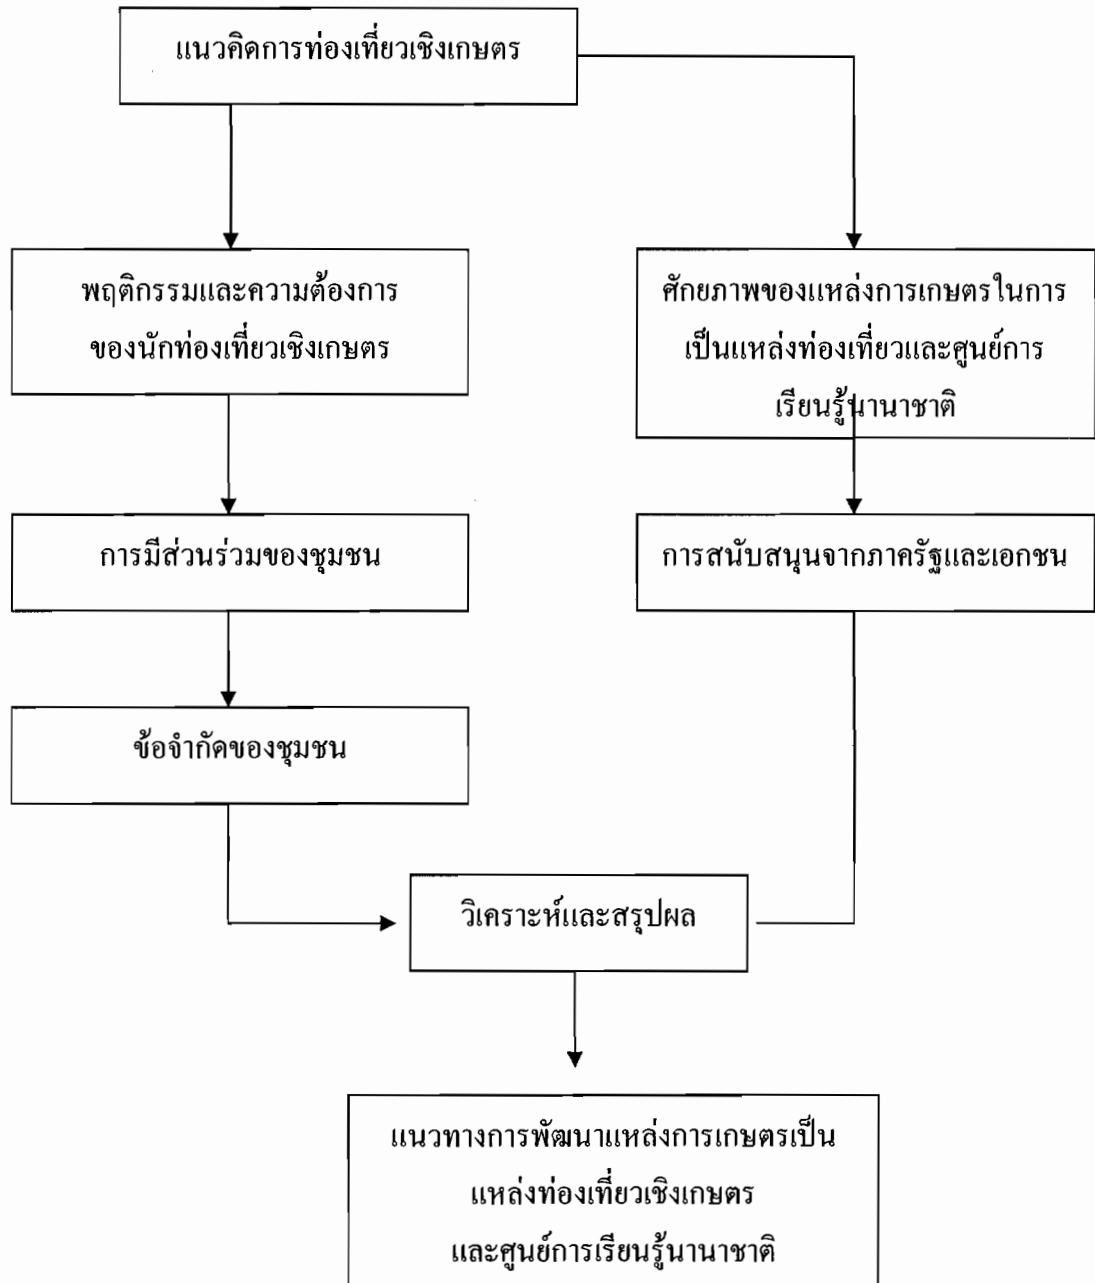 แนวคิดการท่องเที่ยวเชิงเกษตร
พฤติกรรมและความต้องการ
ของนักท่องเที่ยวเชิงเกษตร
ศักยภาพของแหล่งการเกษตรในการ
เป็นแหล่งท่องเที่ยวและศูนย์การ
เรียนรู้นานาชาติ
การมีส่วนร่วมของชุมชน
การสนับสนุนจากภาครัฐและเอกชน
ข้อจำกัดของชุมชน
วิเคราะห์และสรุปผล
แนวทางการพัฒนาแหล่งการเกษตรเป็น
แหล่งท่องเที่ยวเชิงเกษตร
และศูนย์การเรียนรู้นานาชาติ